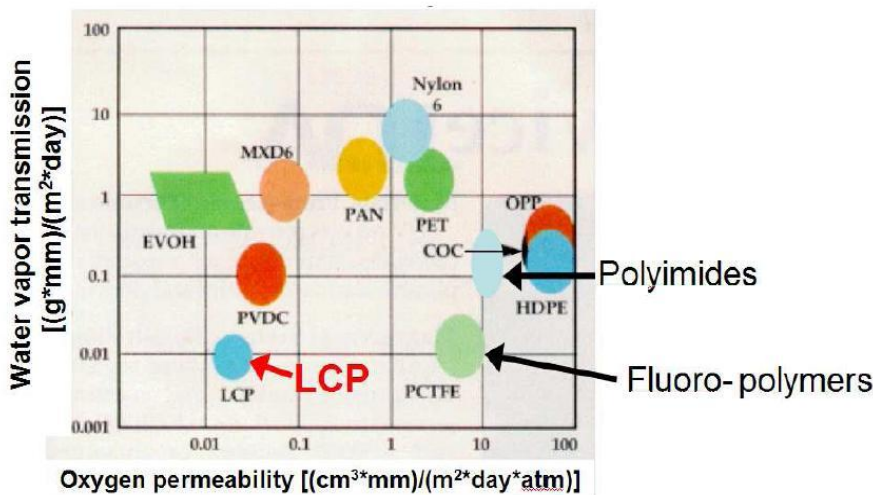 100
10
1
0.1
0.01
0.001
Water vapor transmission
[(g*mm)/(m²*day)]
Nylon
6
MXD6
PAN
PET
OPP
EVOH
COC
PVDC
HDPE
Polyimides
LCP
LCP
PCTFE
Fluoro-polymers
0.01
0.1
1
10
100
Oxygen permeability [(cm³*mm)/(m²*day*atm)]